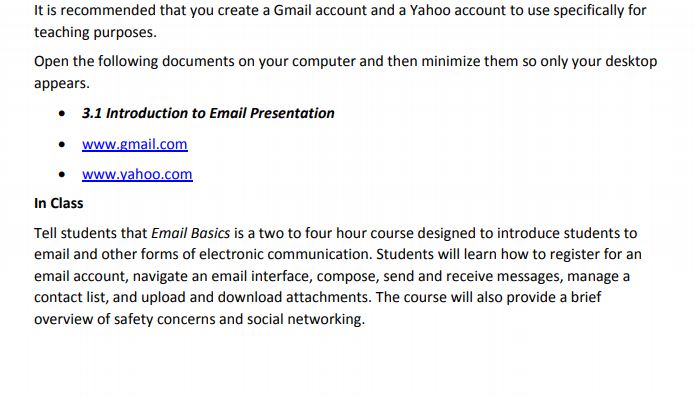 It is recommended that you create a Gmail account and a Yahoo account to use specifically for
teaching purposes.
Open the following documents on your computer and then minimize them so only your desktop
appears.
• 3.1 Introduction to Email Presentation
• www.gmail.com
• www.yahoo.com
In Class
Tell students that Email Basics is a two to four hour course designed to introduce students to
email and other forms of electronic communication. Students will learn how to register for an
email account, navigate an email interface, compose, send and receive messages, manage a
contact list, and upload and download attachments. The course will also provide a brief
overview of safety concerns and social networking.